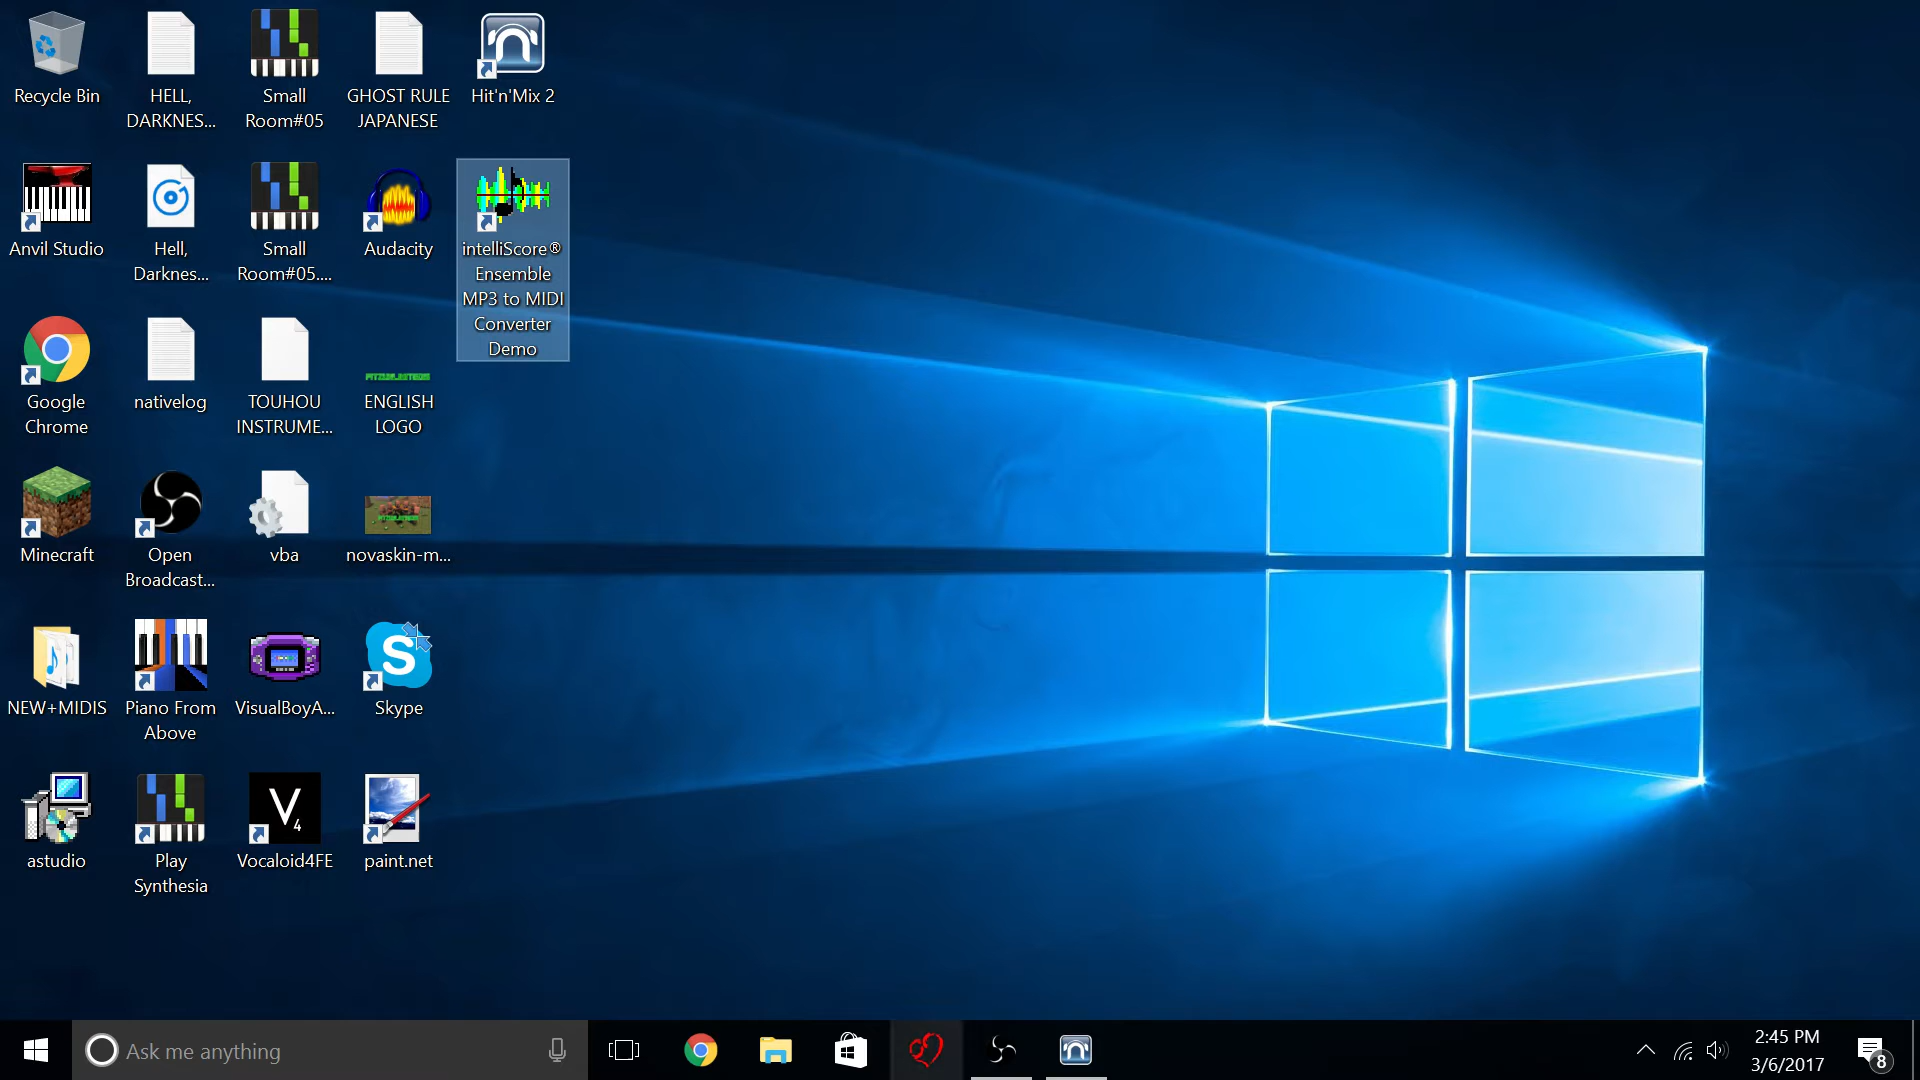 Recycle Bin
HELL,
DARKNES...
Small
Room#05
GHOST RULE
JAPANESE
Hit'n'Mix 2
Anvil Studio
Hell,
Darknes...
Small
Room#05....
Audacity
intelliScore®
Ensemble
MP3 to MIDI
Converter
Demo
Google
Chrome
nativelog
TOUHOU
INSTRUME...
ENGLISH
LOGO
Minecraft
Open
Broadcast...
vba
novaskin-m...
NEW+MIDIS
Piano From
Above
VisualBoyA...
S
Skype
astudio
Play
Synthesia
V4
Vocaloid4FE
paint.net
Ask me anything
2:45 PM
3/6/2017
8